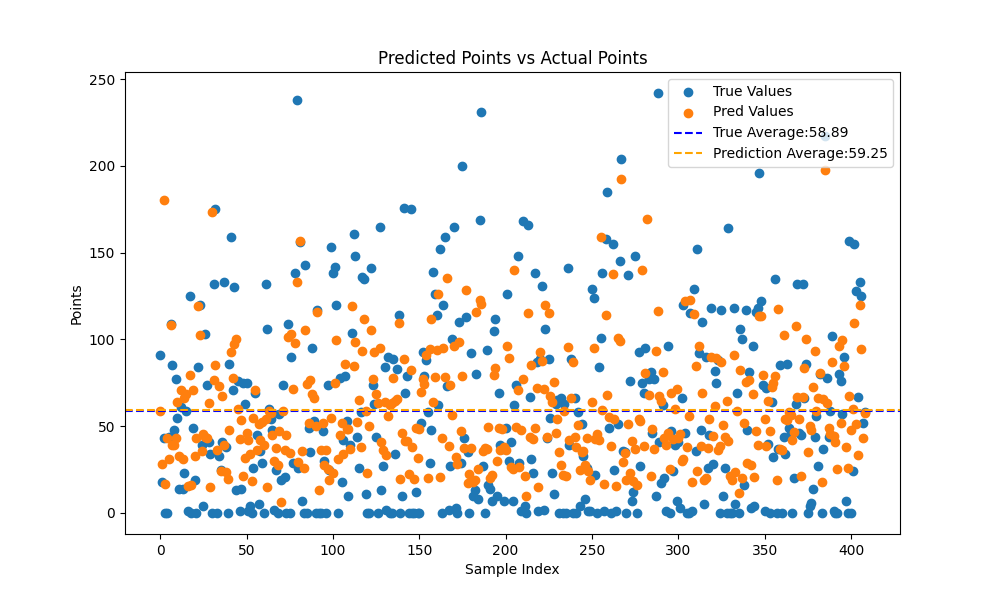 Predicted Points vs Actual Points
250
200
150
100
50
0
Points
True Values
Pred Values
True Average:58.89
Prediction Average:59.25
0
50
100
150
200
250
300
350
400
Sample Index